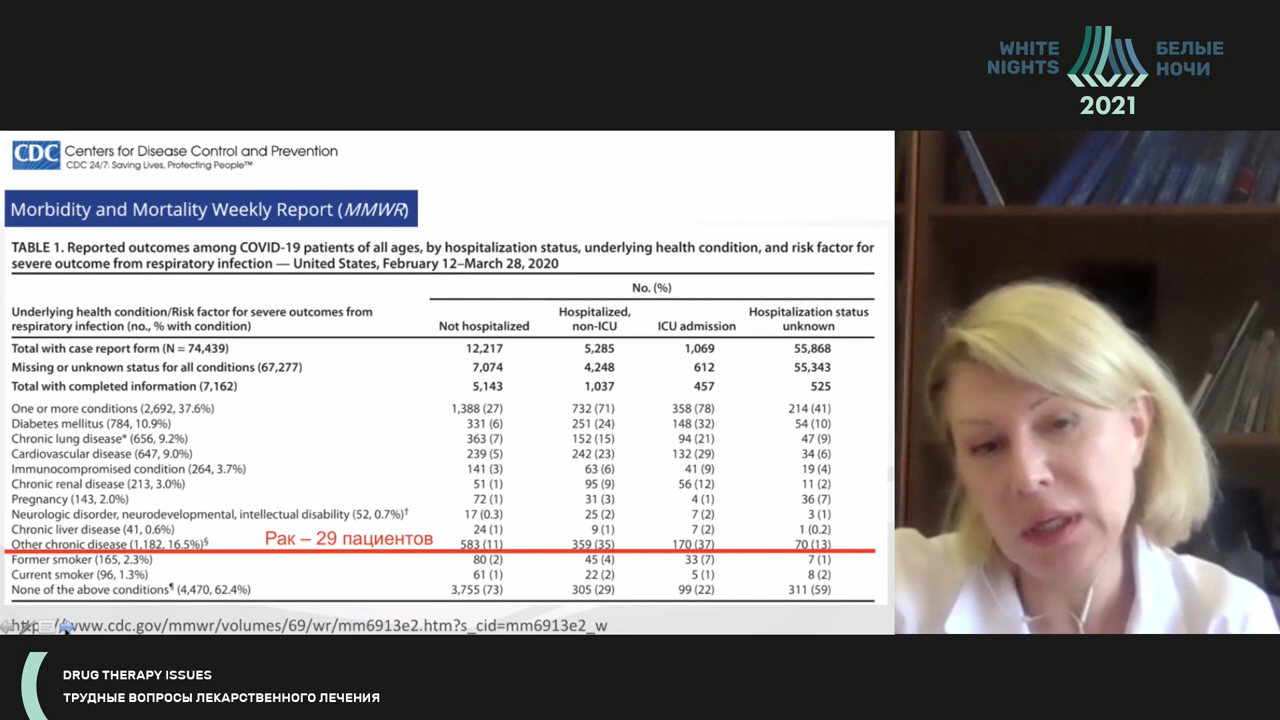 WHITE NIGHTS
БЕЛЫЕ НОЧИ
2021
CDC Centers for Disease Control and Prevention
CDC 24/7: Saving Lives, Protecting People™
Morbidity and Mortality Weekly Report (MMWR)
TABLE 1. Reported outcomes among COVID-19 patients of all ages, by hospitalization status, underlying health condition, and risk factor for
severe outcome from respiratory infection — United States, February 12–March 28, 2020
No. (%)
Underlying health condition/Risk factor for severe outcomes from
respiratory infection (no., % with condition)
Not hospitalized
Hospitalized,
non-ICU
ICU admission
Hospitalization status
unknown
Total with case report form (N = 74,439) 12,217 5,285 1,069 55,868
Missing or unknown status for all conditions (67,277) 7,074 4,248 612 55,343
Total with completed information (7,162) 5,143 1,037 457 525
One or more conditions (2,692, 37.6%) 1,388 (27) 732 (71) 358 (78) 214 (41)
Diabetes mellitus (784, 10.9%) 331 (6) 251 (24) 148 (32) 54 (10)
Chronic lung disease* (656, 9.2%) 363 (7) 152 (15) 94 (21) 47 (9)
Cardiovascular disease (647, 9.0%) 239 (5) 242 (23) 132 (29) 34 (6)
Immunocompromised condition (264, 3.7%) 141 (3) 63 (6) 41 (9) 19 (4)
Chronic renal disease (213, 3.0%) 51 (1) 95 (9) 56 (12) 11 (2)
Pregnancy (143, 2.0%) 72 (1) 31 (3) 4 (1) 36 (7)
Neurologic disorder, neurodevelopmental, intellectual disability (52, 0.7%)† 17 (0.3) 25 (2) 7 (2) 3 (1)
Chronic liver disease (41, 0.6%) 24 (1) 9 (1) 7 (2) 1 (0.2)
Рак – 29 пациентов
Other chronic disease (1,182, 16.5%)§ 583 (11) 359 (35) 170 (37) 70 (13)
Former smoker (165, 2.3%) 80 (2) 45 (4) 33 (7) 7 (1)
Current smoker (96, 1.3%) 61 (1) 22 (2) 5 (1) 8 (2)
None of the above conditions¶ (4,470, 62.4%) 3,755 (73) 305 (29) 99 (22) 311 (59)
http://www.cdc.gov/mmwr/volumes/69/wr/mm6913e2.htm?s_cid=mm6913e2_w
DRUG THERAPY ISSUES
ТРУДНЫЕ ВОПРОСЫ ЛЕКАРСТВЕННОГО ЛЕЧЕНИЯ